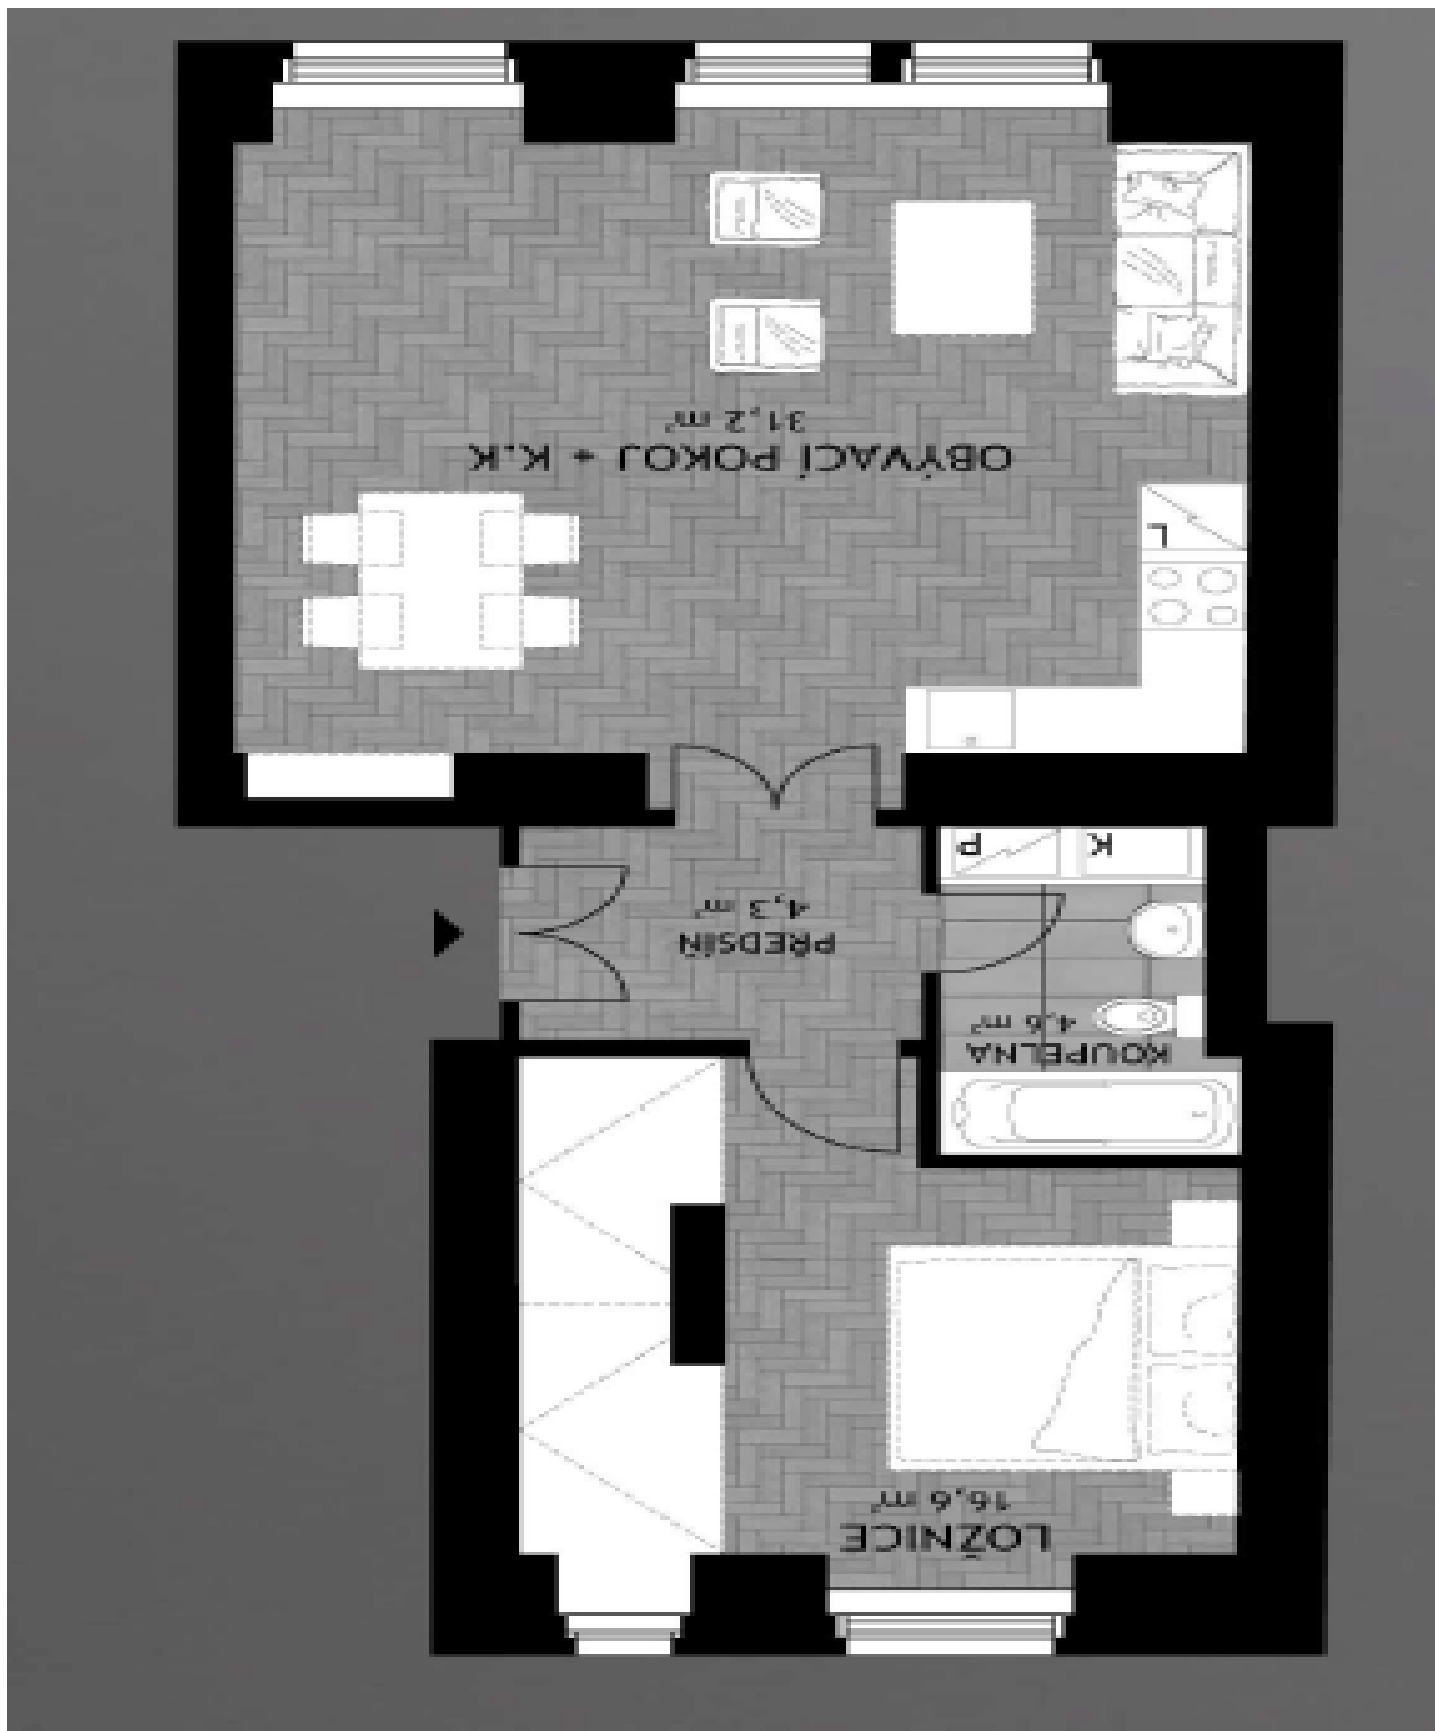 LOŽNICE
16,6 m²
KOUPELNA
4,6 m²
PŘEDSÍŇ
4,3 m²
K
P
L
OBÝVACÍ POKOJ + K.K
31,2 m²